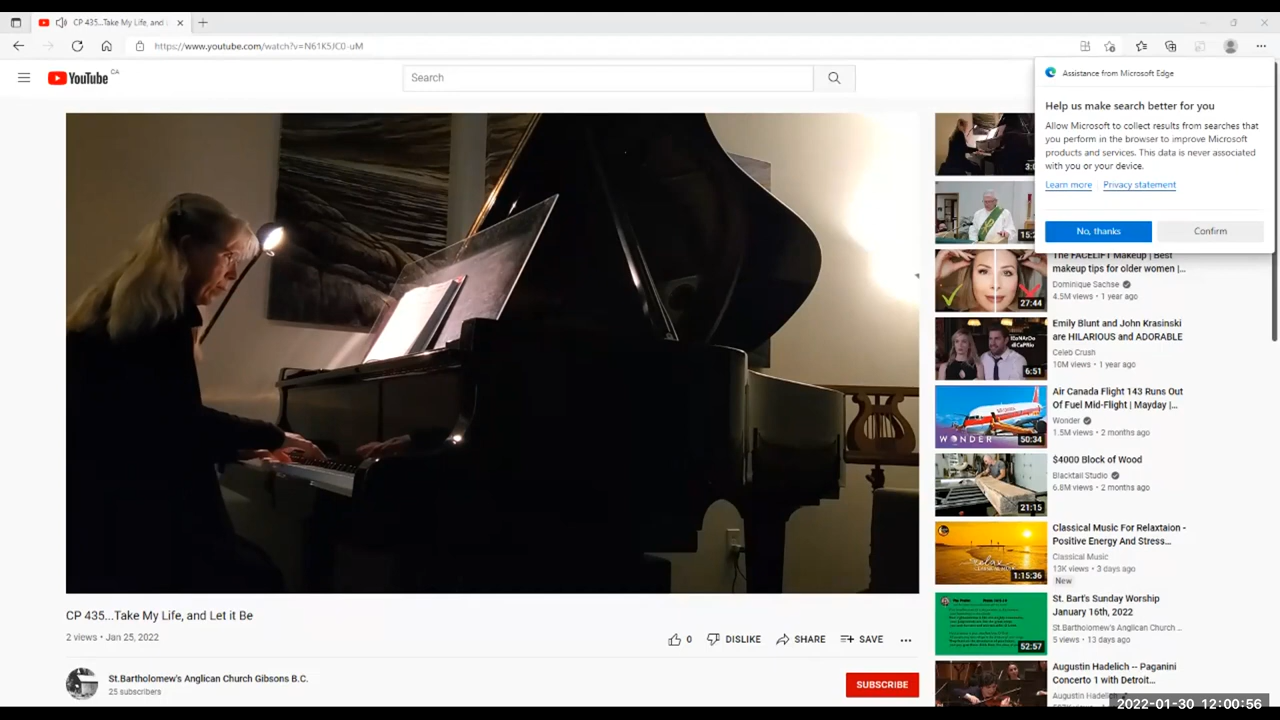 CP 435...Take My Life, and
https://www.youtube.com/watch?v=N61K5JC0-uM
YouTube CA
Search
Assistance from Microsoft Edge
Help us make search better for you
Allow Microsoft to collect results from searches that
you perform in the browser to improve Microsoft
products and services. This data is never associated
with you or your device.
Learn more Privacy statement
No, thanks Confirm
15:2
The FACELIFT Makeup | Best
makeup tips for older women |...
Dominique Sachse
4.5M views • 1 year ago
27:44
Emily Blunt and John Krasinski
are HILARIOUS and ADORABLE
Celeb Crush
10M views • 1 year ago
6:51
Air Canada Flight 143 Runs Out
Of Fuel Mid-Flight | Mayday |...
Wonder
1.5M views • 2 months ago
WONDER 50:34
$4000 Block of Wood
Blacktail Studio
6.8M views • 2 months ago
21:15
Classical Music For Relaxtaion -
Positive Energy And Stress...
Classical Music
13K views • 3 days ago
New
relax
1:15:36
St. Bart's Sunday Worship
January 16th, 2022
St.Bartholomew's Anglican Church ...
5 views • 13 days ago
52:57
Augustin Hadelich -- Paganini
Concerto 1 with Detroit...
Augustin Hadelich
CP 435...Take My Life, and Let it Be
2 views • Jan 25, 2022
0 DISLIKE SHARE SAVE
St.Bartholomew's Anglican Church Gibsons B.C.
25 subscribers
SUBSCRIBE
2022-01-30 12:00:56